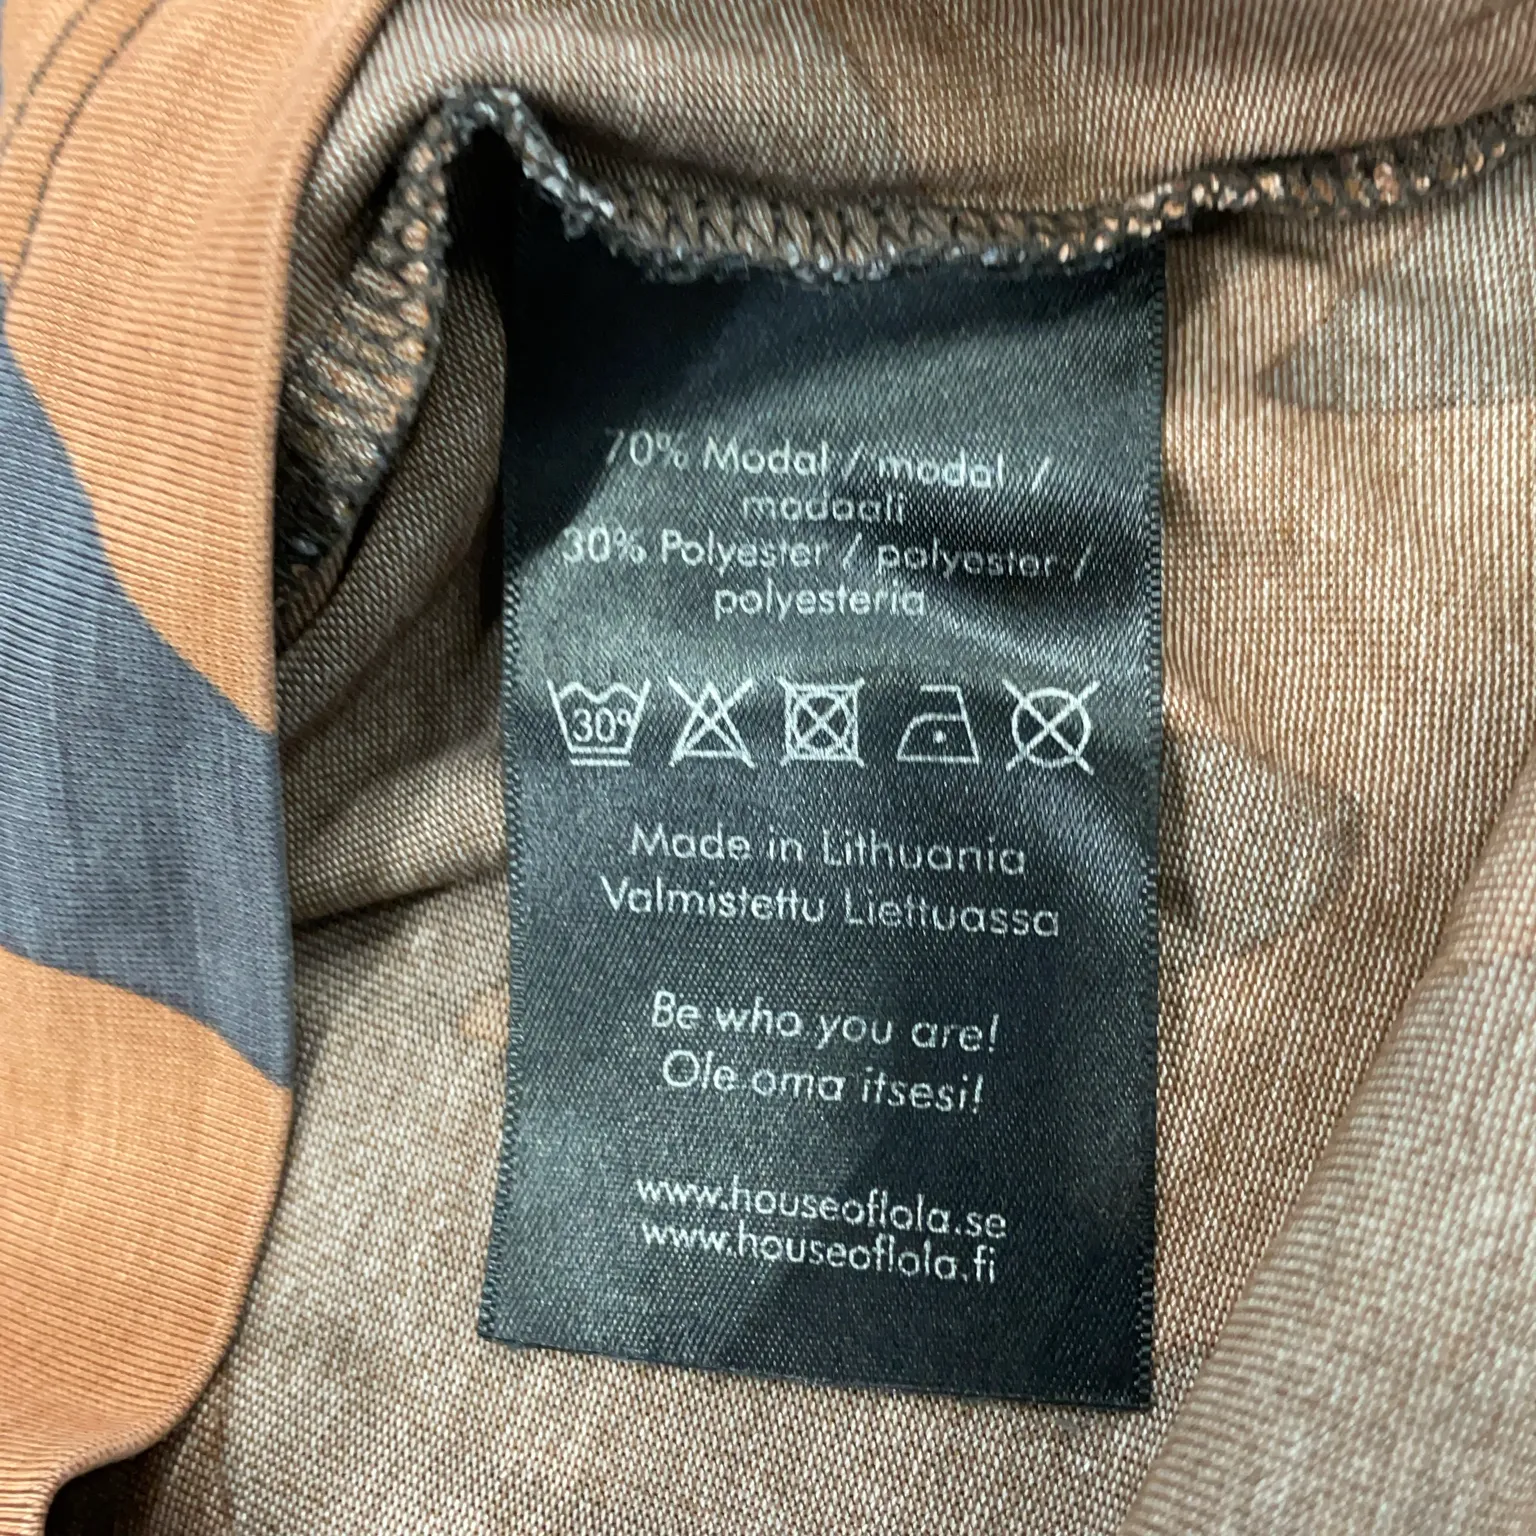 70% Modal / modal /
modaali
30% Polyester / polyester /
polyesteria
30º
Made in Lithuania
Valmistettu Liettuassa
Be who you are!
Ole oma itsesi!
www.houseoflola.se
www.houseoflola.fi